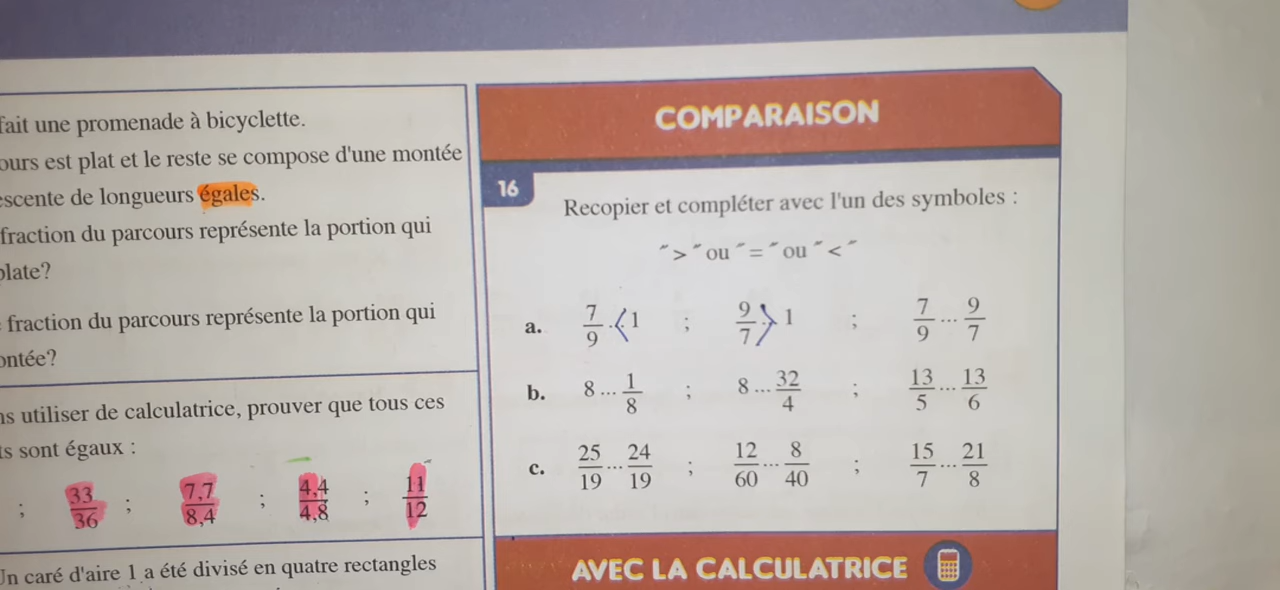 fait une promenade à bicyclette.
ours est plat et le reste se compose d'une montée
escente de longueurs égales.
fraction du parcours représente la portion qui
plate?
fraction du parcours représente la portion qui
ontée?
ns utiliser de calculatrice, prouver que tous ces
ts sont égaux :
; 33/36 ; 7,7/8,4 ; 4,4/4,8 ; 11/12
Un caré d'aire 1 a été divisé en quatre rectangles
COMPARAISON
16
Recopier et compléter avec l'un des symboles :
">" ou "=" ou "<"
a. 7/9 < 1 ; 9/7 > 1 ; 7/9 ... 9/7
b. 8 ... 1/8 ; 8 ... 32/4 ; 13/5 ... 13/6
c. 25/19 ... 24/19 ; 12/60 ... 8/40 ; 15/7 ... 21/8
AVEC LA CALCULATRICE